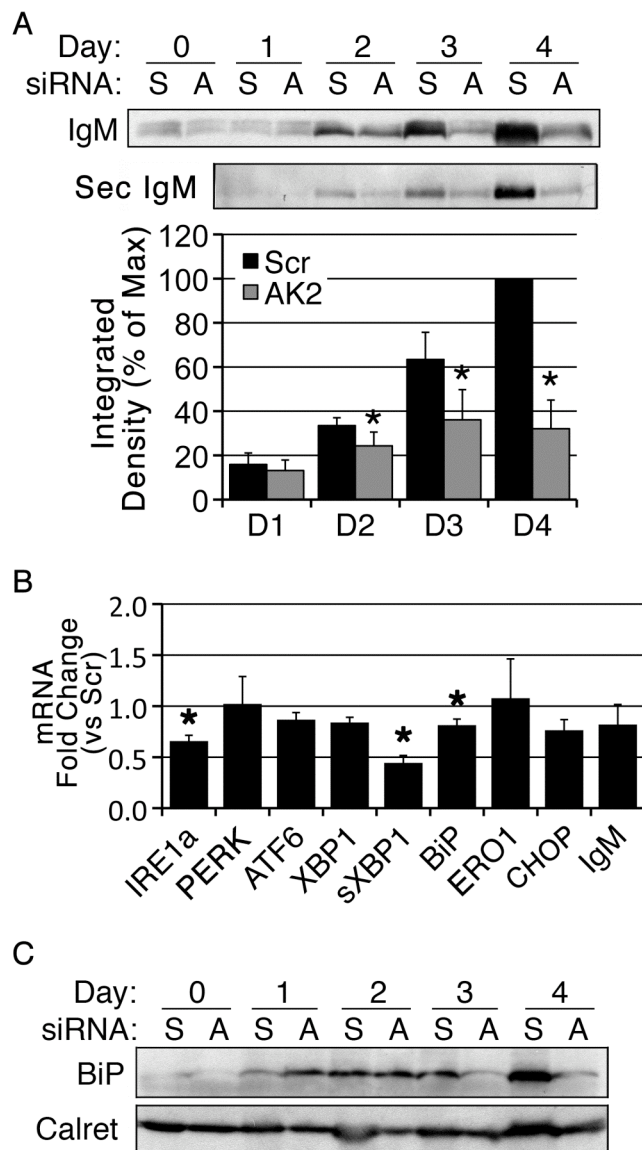 A
Day: 0 1 2 3 4
siRNA: S A S A S A S A S A
IgM
Sec IgM
Integrated
Density (% of Max)
120
100
80
60
40
20
0
Scr
AK2
*
*
*
D1 D2 D3 D4
B
mRNA
Fold Change
(vs Scr)
2.0
1.5
1.0
0.5
0.0
*
*
*
IRE1a PERK ATF6 XBP1 sXBP1 BiP ERO1 CHOP IgM
C
Day: 0 1 2 3 4
siRNA: S A S A S A S A S A
BiP
Calret